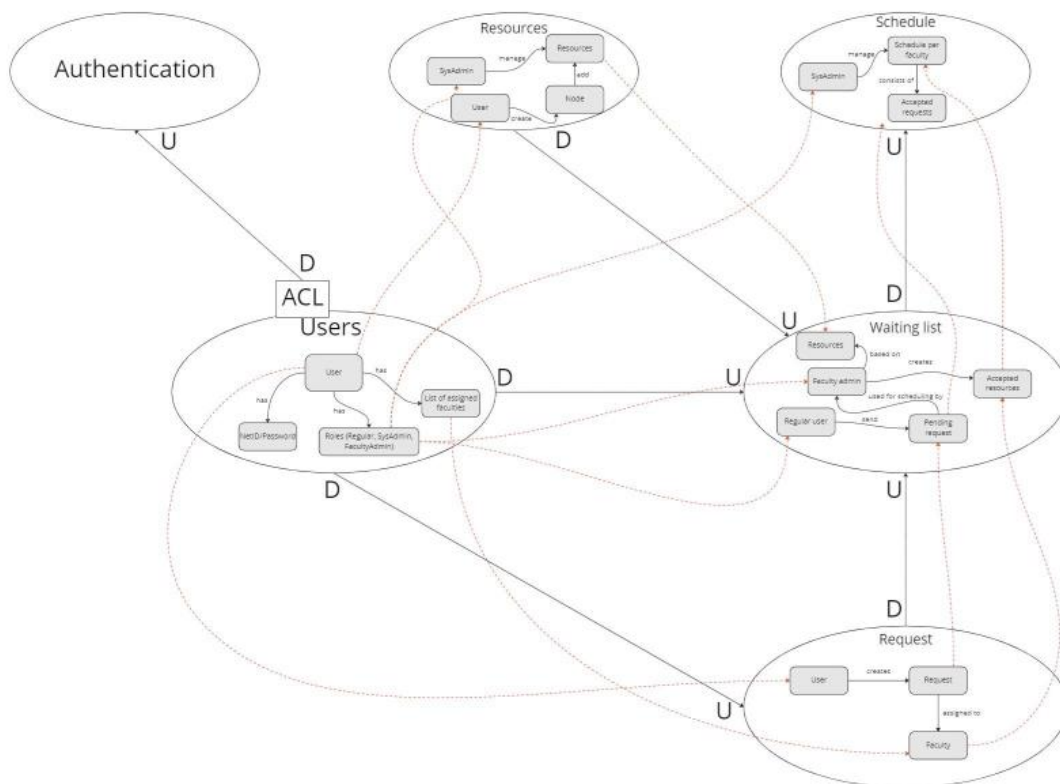 Authentication
U
D
ACL
Users
User
has
has
has
NetID/Password
Roles (Regular, SysAdmin,
FacultyAdmin)
List of assigned
faculties
D
D
Resources
SysAdmin
manage
Resources
add
User
create
Node
D
U
Schedule
SysAdmin
manage
Schedule per
faculty
consists of
Accepted
requests
U
D
Waiting list
Resources
based on
creates
Faculty admin
Accepted
resources
used for scheduling by
Regular user
send
Pending
request
U
U
D
Request
User
creates
Request
assigned to
Faculty
U